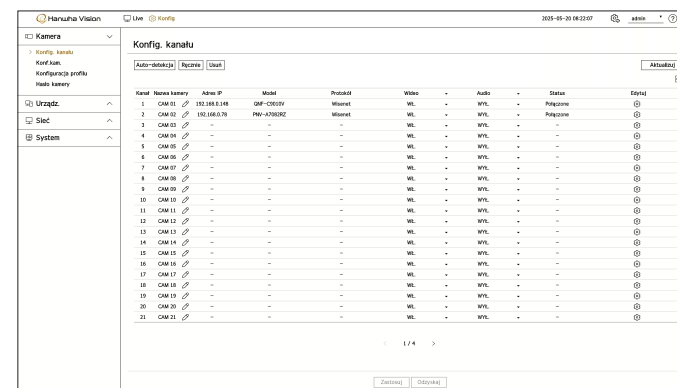 Hanwha Vision Live Konfig 2025-05-20 08:22:07 admin
Kamera
Konfig. kanału
Konf.kam.
Konfiguracja profilu
Hasło kamery
Urządz.
Sieć
System
Konfig. kanału
Auto-detekcja Ręcznie Usuń Aktualizuj
Kanał Nazwa kamery Adres IP Model Protokół Wideo Audio Status Edytuj
1 CAM 01 192.168.0.148 QNF-C9010V Wisenet WŁ. WYŁ. Połączone
2 CAM 02 192.168.0.78 PNV-A7082RZ Wisenet WŁ. WYŁ. Połączone
3 CAM 03 - - - WŁ. WYŁ. -
4 CAM 04 - - - WŁ. WYŁ. -
5 CAM 05 - - - WŁ. WYŁ. -
6 CAM 06 - - - WŁ. WYŁ. -
7 CAM 07 - - - WŁ. WYŁ. -
8 CAM 08 - - - WŁ. WYŁ. -
9 CAM 09 - - - WŁ. WYŁ. -
10 CAM 10 - - - WŁ. WYŁ. -
11 CAM 11 - - - WŁ. WYŁ. -
12 CAM 12 - - - WŁ. WYŁ. -
13 CAM 13 - - - WŁ. WYŁ. -
14 CAM 14 - - - WŁ. WYŁ. -
15 CAM 15 - - - WŁ. WYŁ. -
16 CAM 16 - - - WŁ. WYŁ. -
17 CAM 17 - - - WŁ. WYŁ. -
18 CAM 18 - - - WŁ. WYŁ. -
19 CAM 19 - - - WŁ. WYŁ. -
20 CAM 20 - - - WŁ. WYŁ. -
21 CAM 21 - - - WŁ. WYŁ. -
1 / 4
Zastosuj Odzyskaj